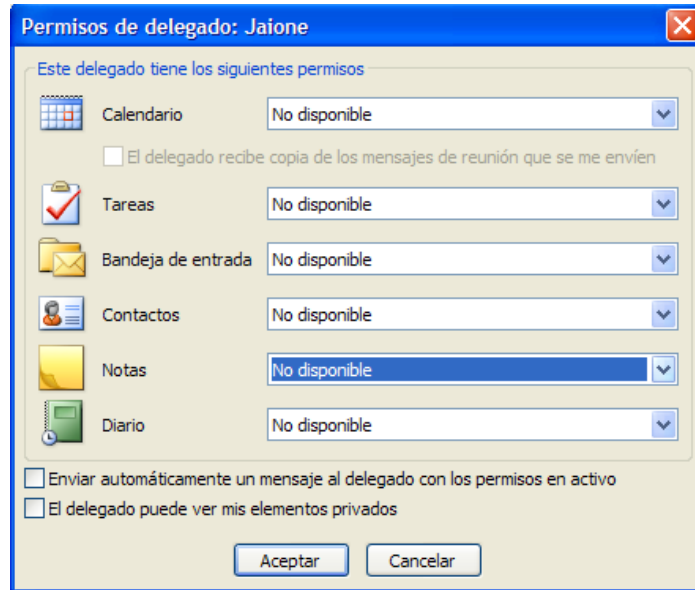 Permisos de delegado: Jaione
Este delegado tiene los siguientes permisos
Calendario No disponible
El delegado recibe copia de los mensajes de reunión que se me envíen
Tareas No disponible
Bandeja de entrada No disponible
Contactos No disponible
Notas No disponible
Diario No disponible
Enviar automáticamente un mensaje al delegado con los permisos en activo
El delegado puede ver mis elementos privados
Aceptar Cancelar